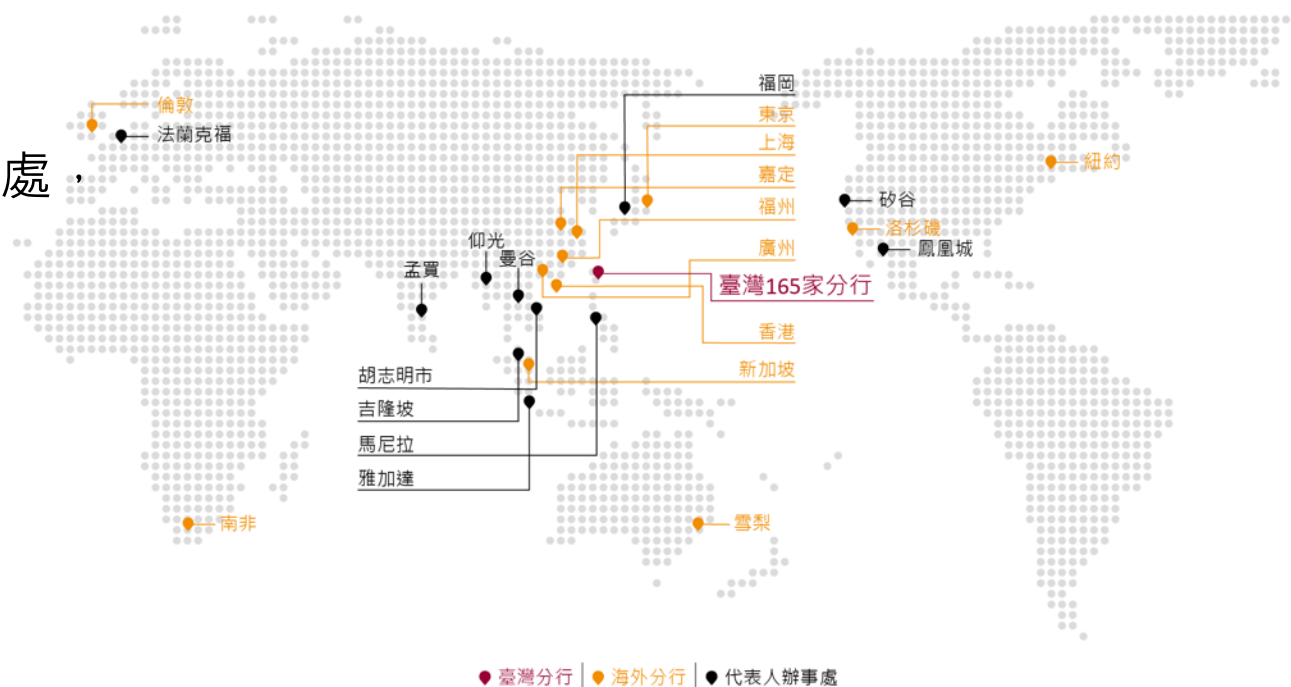 福岡
倫敦
東京
法蘭克福
上海
處，
紐約
嘉定
矽谷
福州
洛杉磯
仰光
廣州
鳳凰城
曼谷
孟買
臺灣165家分行
香港
新加坡
胡志明市
吉隆坡
馬尼拉
雅加達
南非
雪梨
臺灣分行 | 海外分行 | 代表人辦事處